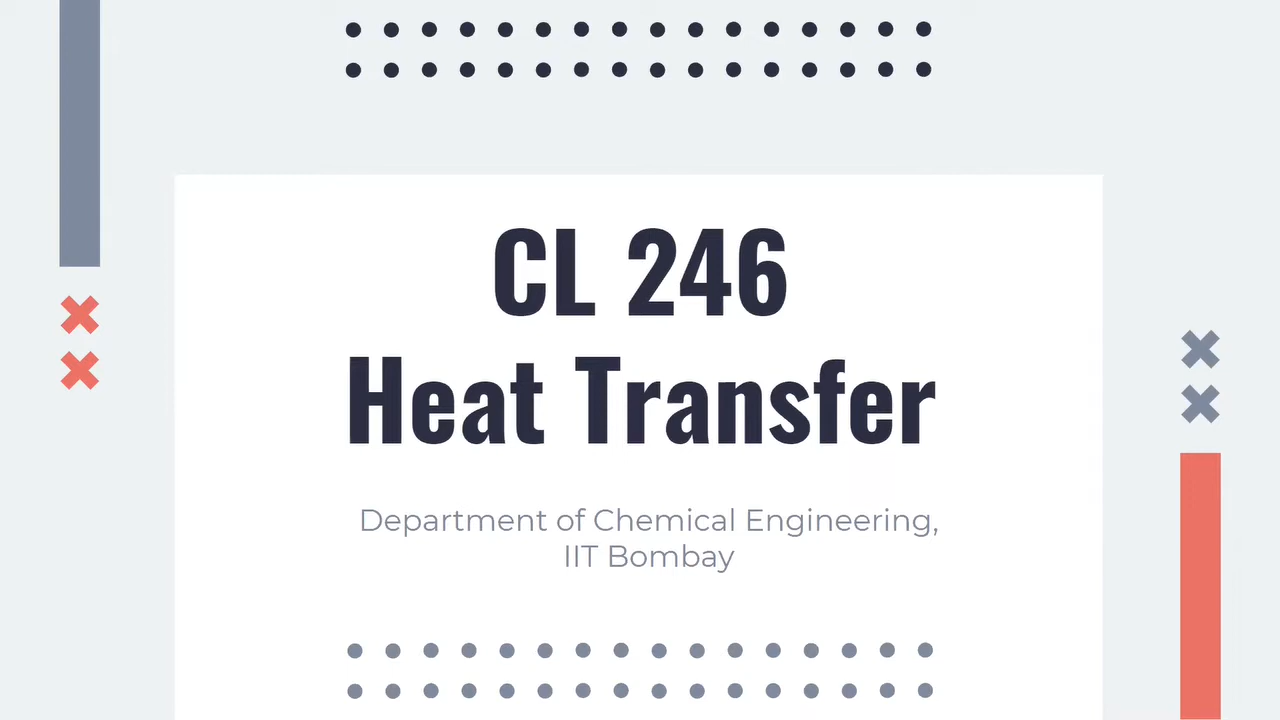 CL 246
Heat Transfer
Department of Chemical Engineering,
IIT Bombay